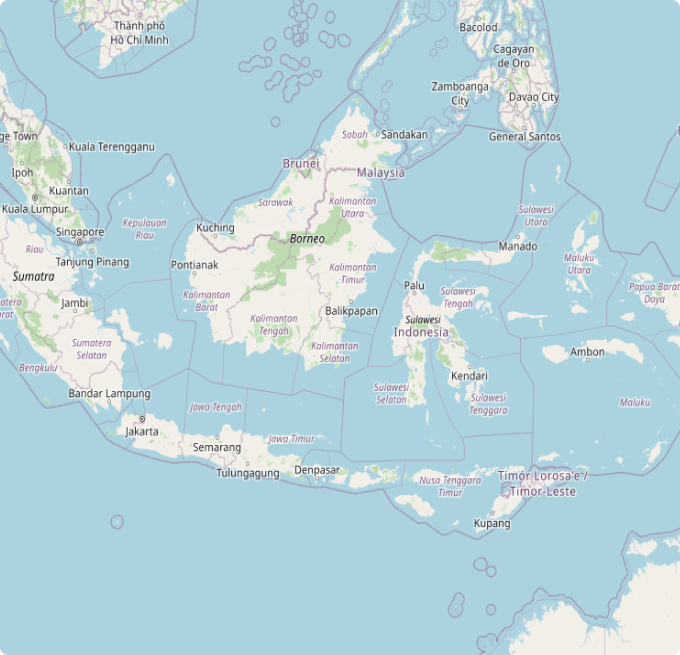 Thành phố
Hồ Chí Minh
Bacolod
Cagayan
de Oro
Zamboanga
City
Davao City
General Santos
Sabah
Sandakan
Kuala Terengganu
Ipoh
Brunei
Malaysia
Kuantan
Kuala Lumpur
Sarawak
Kalimantan
Utara
Kepulauan
Riau
Singapore
Kuching
Borneo
Sulawesi
Utara
Manado
Riau
Tanjung Pinang
Pontianak
Kalimantan
Timur
Maluku
Utara
Sumatra
Palu
Papua Barat
Daya
Jambi
Kalimantan
Barat
Sulawesi
Tengah
Balikpapan
Kalimantan
Tengah
Sulawesi
Indonesia
Sumatera
Selatan
Kalimantan
Selatan
Ambon
Bengkulu
Kendari
Bandar Lampung
Sulawesi
Selatan
Sulawesi
Tenggara
Maluku
Jawa Tengah
Jakarta
Semarang
Jawa Timur
Tulungagung
Denpasar
Nusa Tenggara
Timur
Timór Lorosa'e /
Timor-Leste
Kupang